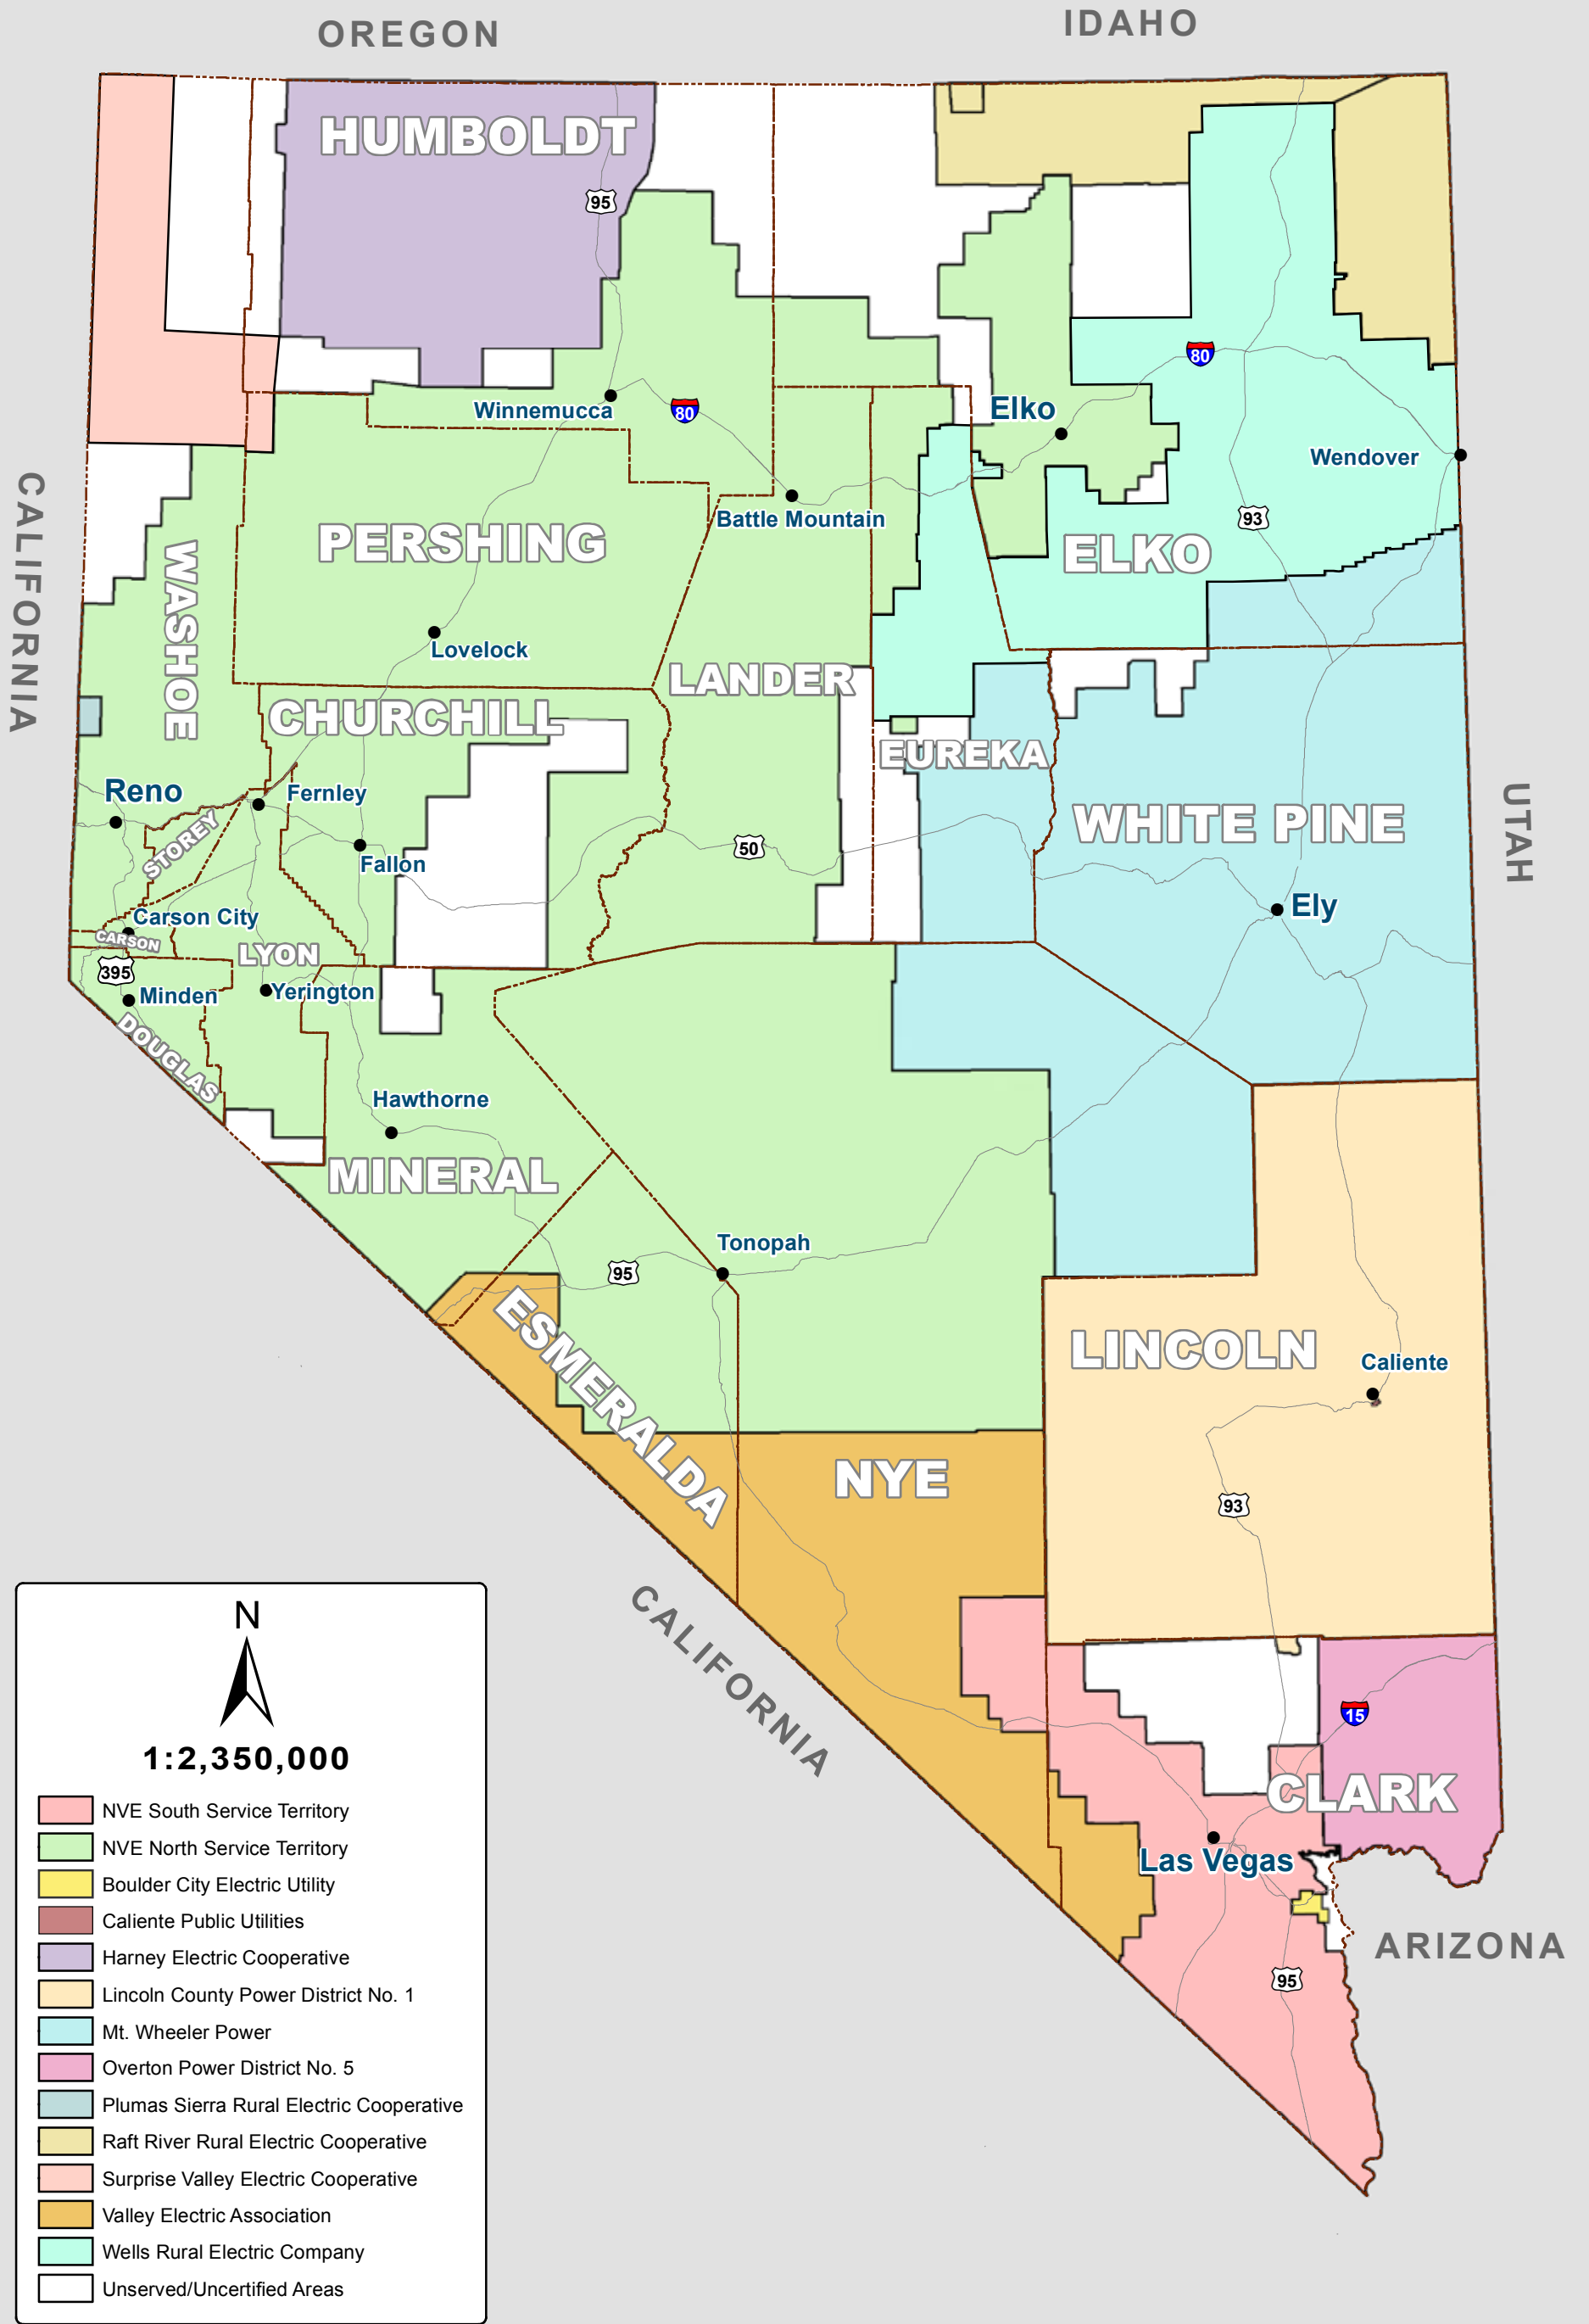 OREGON
IDAHO
HUMBOLDT
95
80
Winnemucca
80
Elko
Wendover
CALIFORNIA
93
Battle Mountain
PERSHING
ELKO
WASHOE
Lovelock
LANDER
CHURCHILL
EUREKA
Reno
Fernley
UTAH
WHITE PINE
STOREY
50
Fallon
Ely
Carson City
CARSON
LYON
395
Minden
Yerington
DOUGLAS
Hawthorne
MINERAL
Tonopah
95
ESMERALDA
LINCOLN
Caliente
NYE
93
CALIFORNIA
15
CLARK
Las Vegas
ARIZONA
95
N
1:2,350,000
NVE South Service Territory
NVE North Service Territory
Boulder City Electric Utility
Caliente Public Utilities
Harney Electric Cooperative
Lincoln County Power District No. 1
Mt. Wheeler Power
Overton Power District No. 5
Plumas Sierra Rural Electric Cooperative
Raft River Rural Electric Cooperative
Surprise Valley Electric Cooperative
Valley Electric Association
Wells Rural Electric Company
Unserved/Uncertified Areas